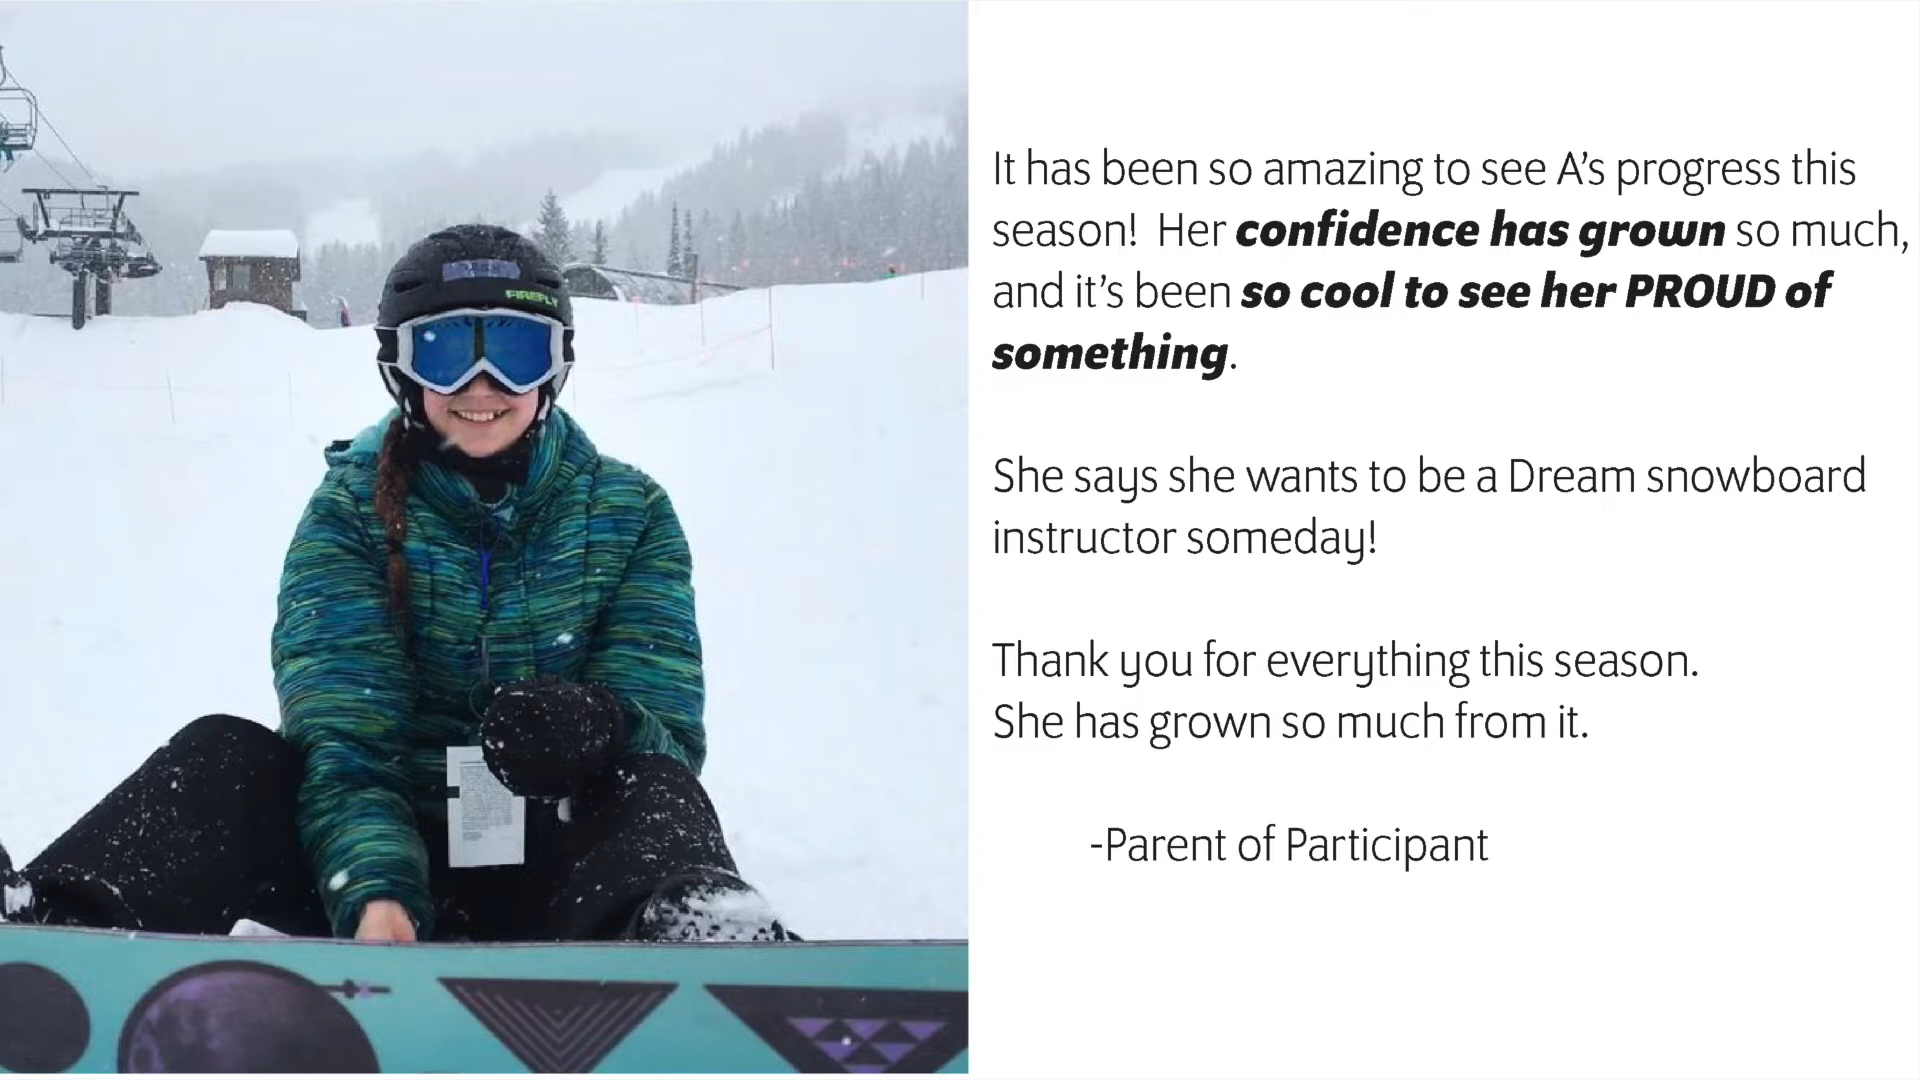 FIREFLY
It has been so amazing to see A's progress this
season!  Her confidence has grown so much,
and it's been so cool to see her PROUD of
something.
She says she wants to be a Dream snowboard
instructor someday!
Thank you for everything this season.
She has grown so much from it.
-Parent of Participant